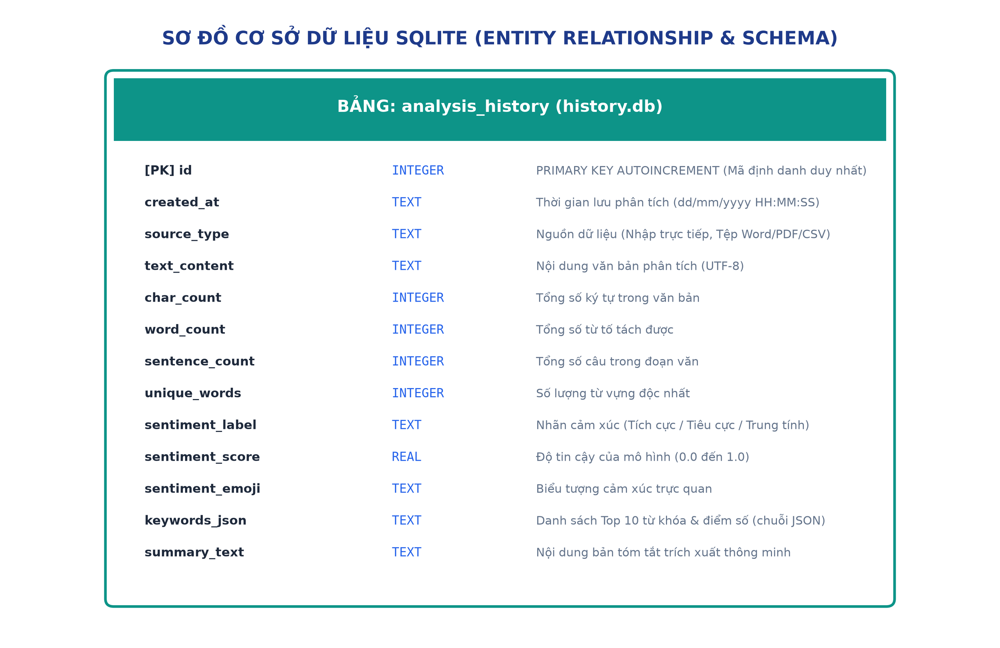 SƠ ĐỒ CƠ SỞ DỮ LIỆU SQLITE (ENTITY RELATIONSHIP & SCHEMA)
BẢNG: analysis_history (history.db)
[PK] id INTEGER PRIMARY KEY AUTOINCREMENT (Mã định danh duy nhất)
created_at TEXT Thời gian lưu phân tích (dd/mm/yyyy HH:MM:SS)
source_type TEXT Nguồn dữ liệu (Nhập trực tiếp, Tệp Word/PDF/CSV)
text_content TEXT Nội dung văn bản phân tích (UTF-8)
char_count INTEGER Tổng số ký tự trong văn bản
word_count INTEGER Tổng số từ tố tách được
sentence_count INTEGER Tổng số câu trong đoạn văn
unique_words INTEGER Số lượng từ vựng độc nhất
sentiment_label TEXT Nhãn cảm xúc (Tích cực / Tiêu cực / Trung tính)
sentiment_score REAL Độ tin cậy của mô hình (0.0 đến 1.0)
sentiment_emoji TEXT Biểu tượng cảm xúc trực quan
keywords_json TEXT Danh sách Top 10 từ khóa & điểm số (chuỗi JSON)
summary_text TEXT Nội dung bản tóm tắt trích xuất thông minh